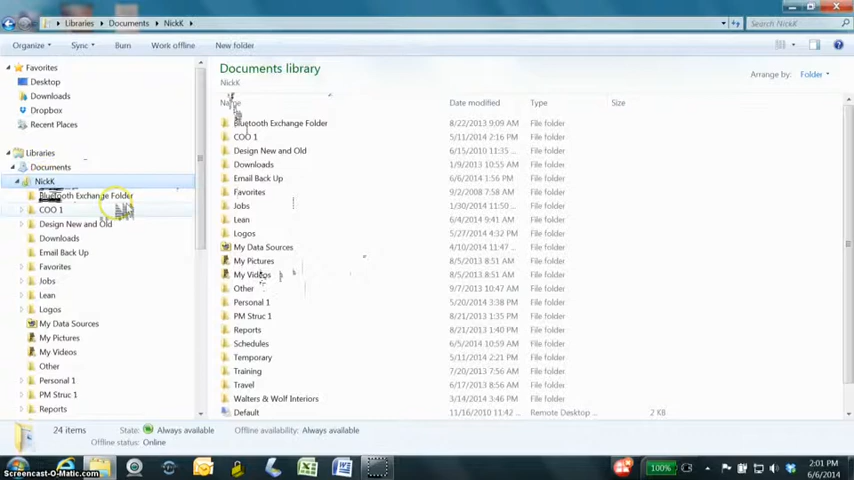 Libraries ▸ Documents ▸ NickK ▸
Search NickK
Organize ▾ Sync ▾ Burn Work offline New folder
Favorites
Desktop
Downloads
Dropbox
Recent Places
Libraries
Documents
NickK
Bluetooth Exchange Folder
COO 1
Design New and Old
Downloads
Email Back Up
Favorites
Jobs
Lean
Logos
My Data Sources
My Pictures
My Videos
Other
Personal 1
PM Struc 1
Reports
Documents library
NickK
Arrange by: Folder ▾
Name Date modified Type Size
Bluetooth Exchange Folder 8/22/2013 9:09 AM File folder
COO 1 5/11/2014 2:16 PM File folder
Design New and Old 6/15/2010 11:35 ... File folder
Downloads 1/9/2013 10:55 AM File folder
Email Back Up 6/6/2014 1:56 PM File folder
Favorites 9/2/2008 7:58 AM File folder
Jobs 1/30/2014 11:50 ... File folder
Lean 6/4/2014 9:41 AM File folder
Logos 5/27/2014 4:32 PM File folder
My Data Sources 4/10/2014 11:47 ... File folder
My Pictures 8/5/2013 8:51 AM File folder
My Videos 8/5/2013 8:51 AM File folder
Other 9/7/2013 10:47 AM File folder
Personal 1 5/20/2014 3:38 PM File folder
PM Struc 1 8/21/2013 1:35 PM File folder
Reports 8/21/2013 1:40 PM File folder
Schedules 6/5/2014 10:59 AM File folder
Temporary 5/11/2014 2:21 PM File folder
Training 7/20/2013 7:56 AM File folder
Travel 6/17/2013 8:56 AM File folder
Walters & Wolf Interiors 3/14/2014 3:46 PM File folder
Default 11/16/2010 11:42 ... Remote Desktop ... 2 KB
24 items State: Always available Offline availability: Always available
Offline status: Online
Screencast-O-Matic.com
100%
2:01 PM
6/6/2014